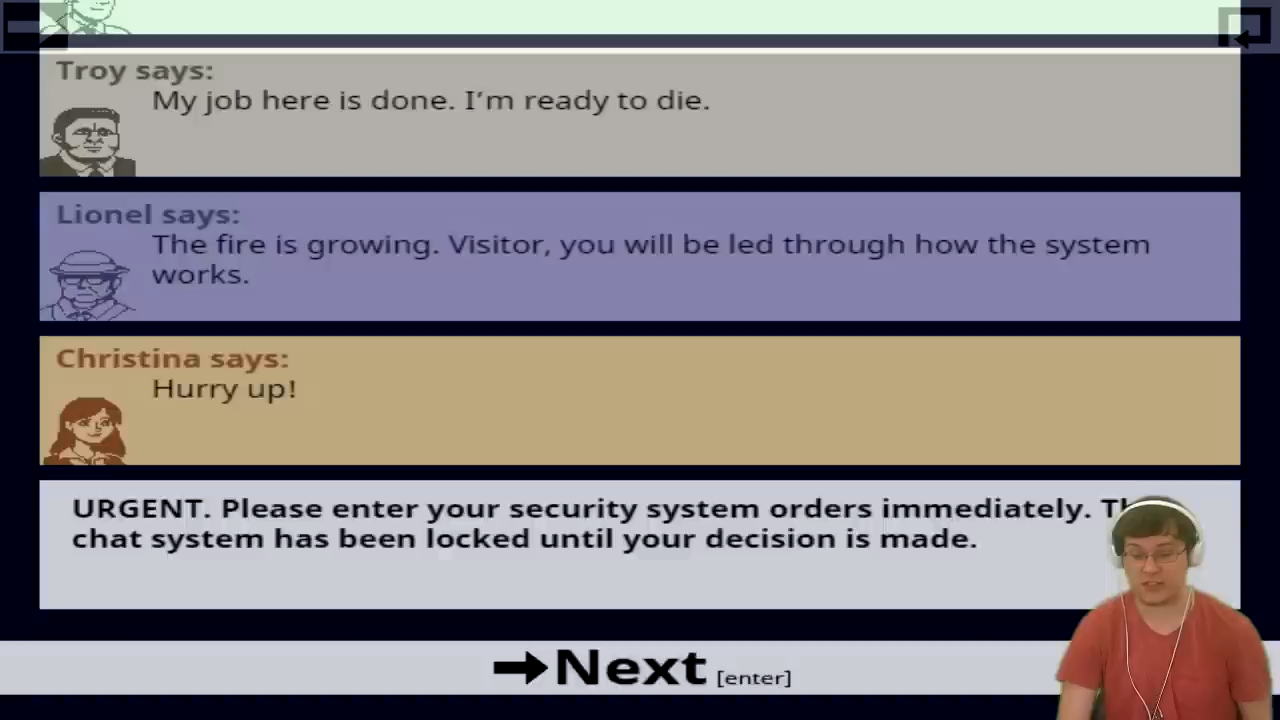 Troy says:
My job here is done. I'm ready to die.
Lionel says:
The fire is growing. Visitor, you will be led through how the system
works.
Christina says:
Hurry up!
URGENT. Please enter your security system orders immediately.
chat system has been locked until your decision is made.
Next [enter]